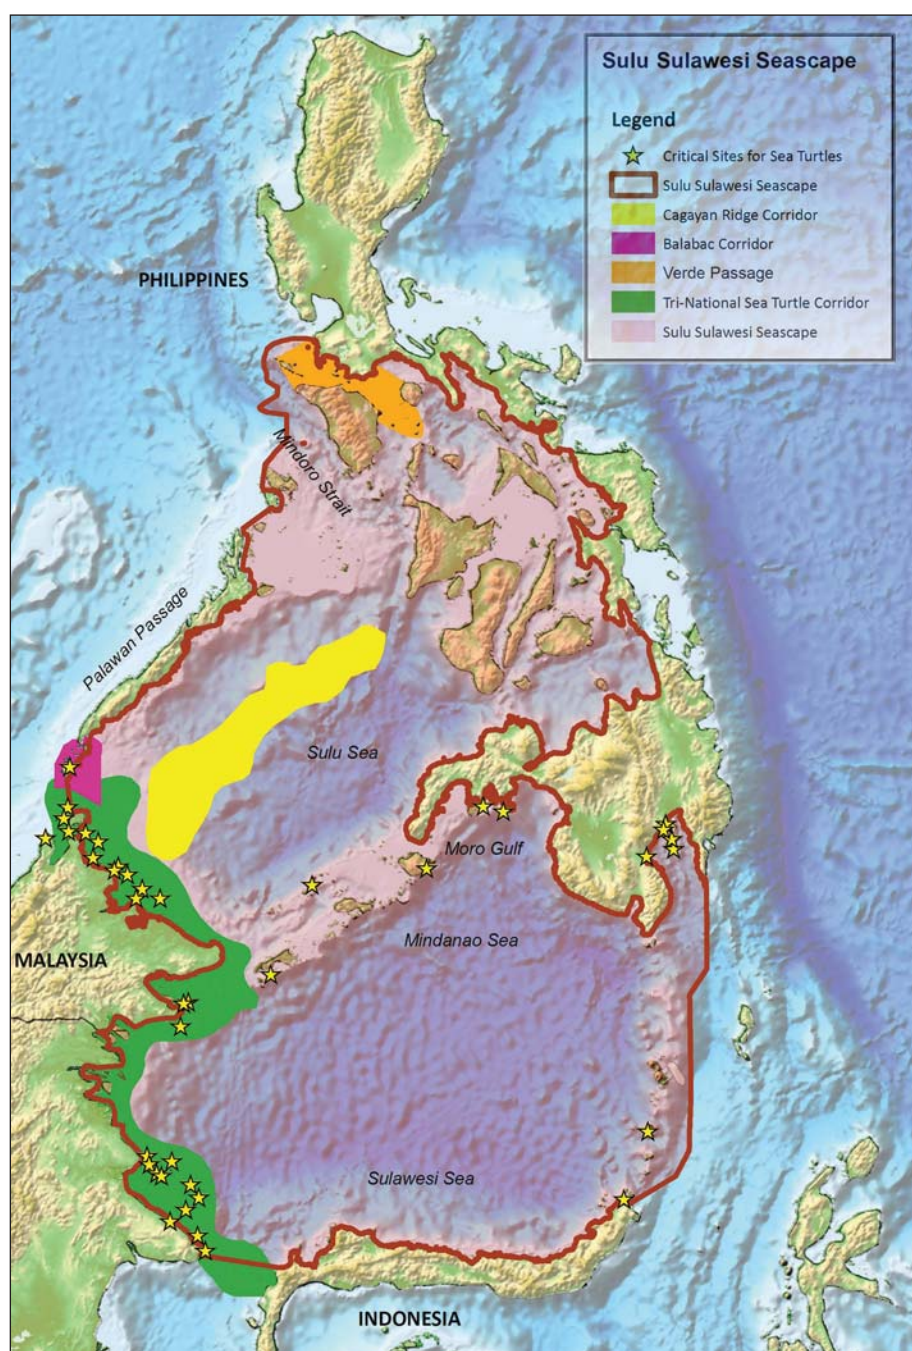 Sulu Sulawesi Seascape
Legend
Critical Sites for Sea Turtles
Sulu Sulawesi Seascape
Cagayan Ridge Corridor
Balabac Corridor
Verde Passage
Tri-National Sea Turtle Corridor
Sulu Sulawesi Seascape
PHILIPPINES
Mindoro Strait
Palawan Passage
Sulu Sea
Moro Gulf
Mindanao Sea
MALAYSIA
Sulawesi Sea
INDONESIA